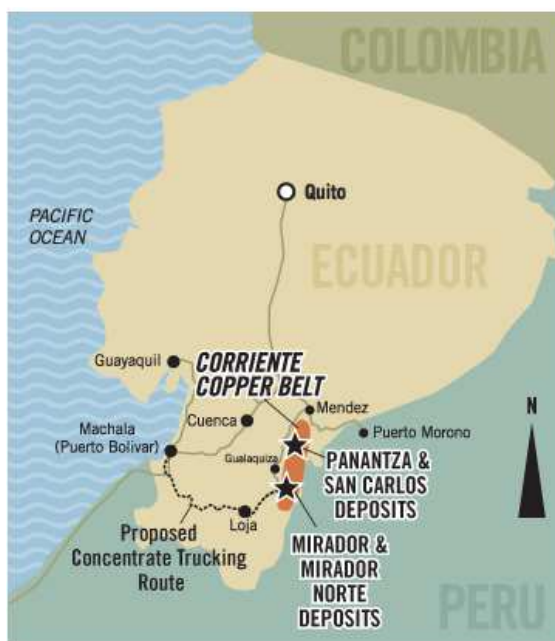 COLOMBIA
Quito
PACIFIC
OCEAN
ECUADOR
Guayaquil
CORRIENTE
COPPER BELT
N
Mendez
Cuenca
Machala
(Puerto Bolivar)
Puerto Morono
Gualaquiza
PANANTZA &
SAN CARLOS
DEPOSITS
Loja
Proposed
Concentrate Trucking
Route
MIRADOR &
MIRADOR
NORTE
DEPOSITS
PERU